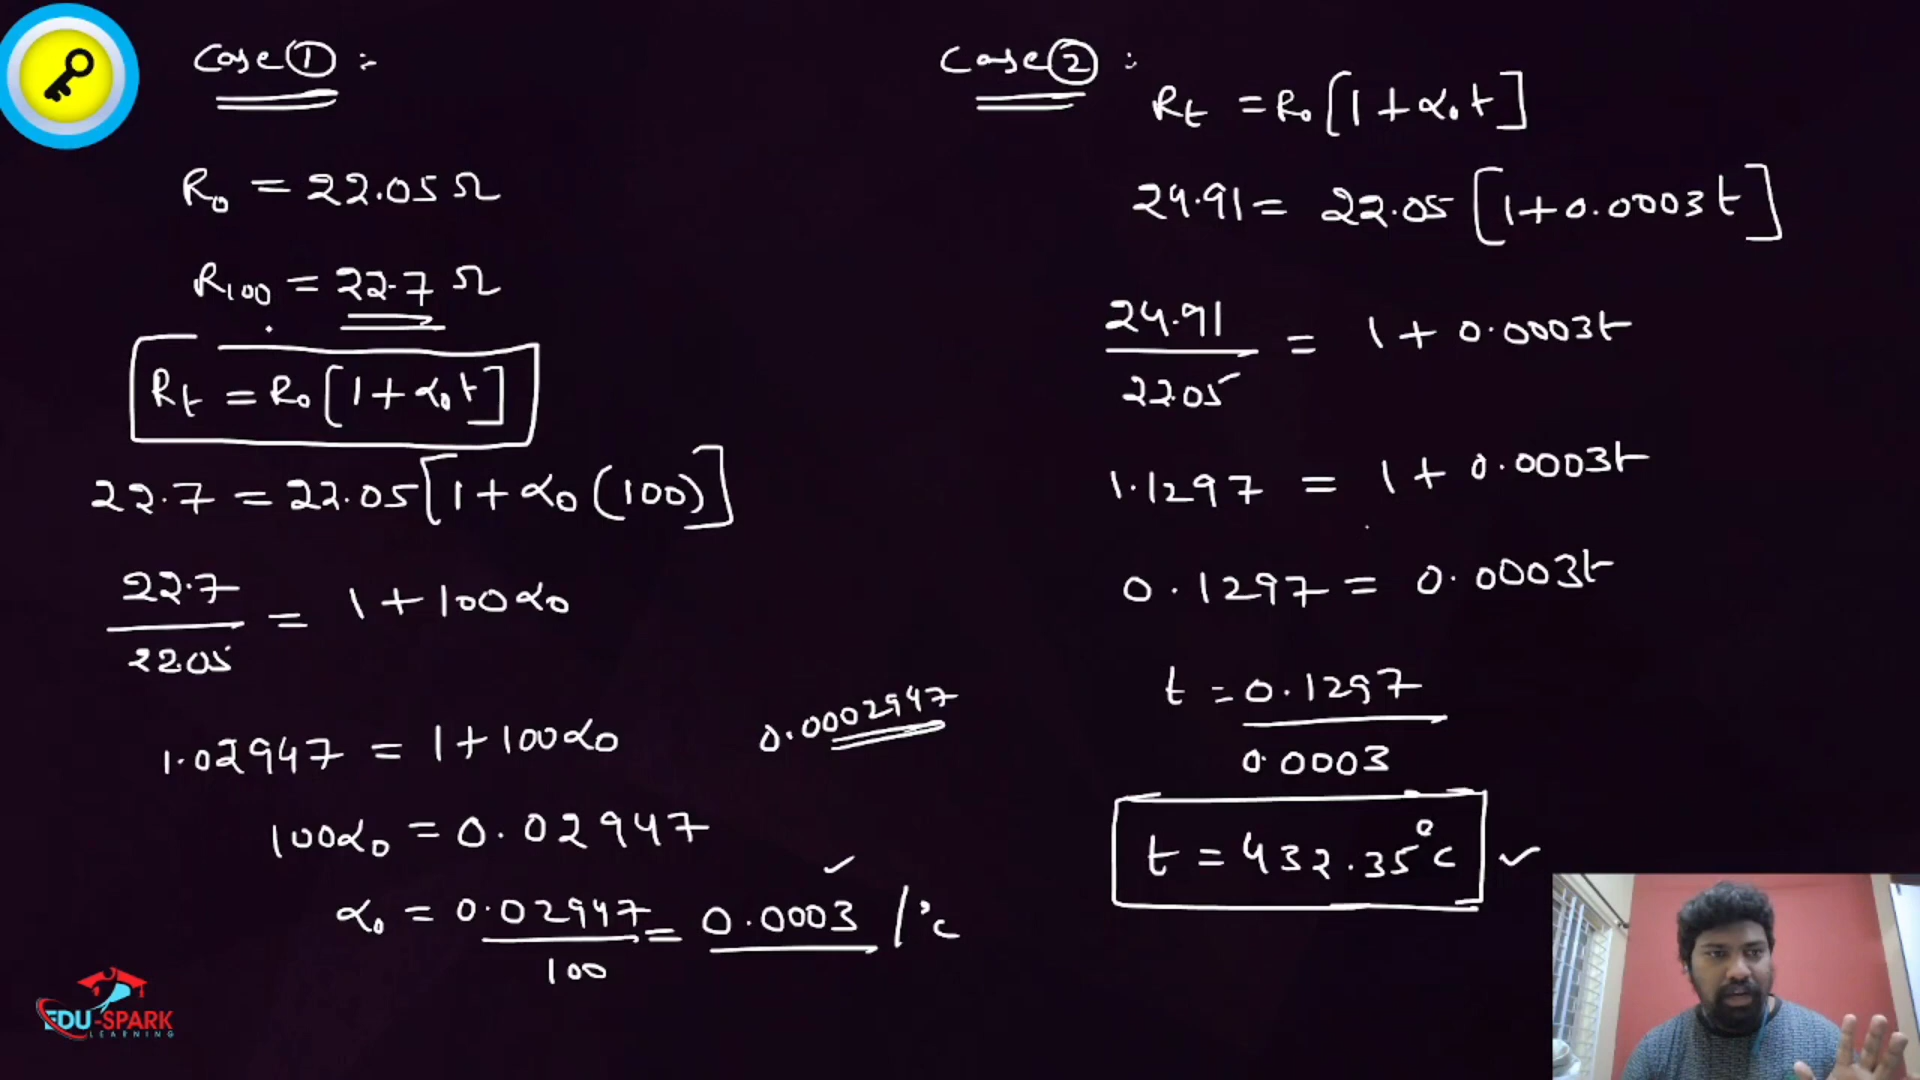 Case ① :-
R₀ = 22.05 Ω
R₁₀₀ = 22.7 Ω
Rt = R₀ [1 + α₀t]
22.7 = 22.05 [1 + α₀ (100)]
22.7 / 22.05 = 1 + 100α₀
1.02947 = 1 + 100α₀
0.0002947
100α₀ = 0.02947
α₀ = 0.02947 / 100 = 0.0003 /°C
Case ② :-
Rt = R₀ [1 + α₀t]
24.91 = 22.05 [1 + 0.0003t]
24.91 / 22.05 = 1 + 0.0003t
1.1297 = 1 + 0.0003t
0.1297 = 0.0003t
t = 0.1297 / 0.0003
t = 432.35°C ✓
EDU-SPARK
LEARNING